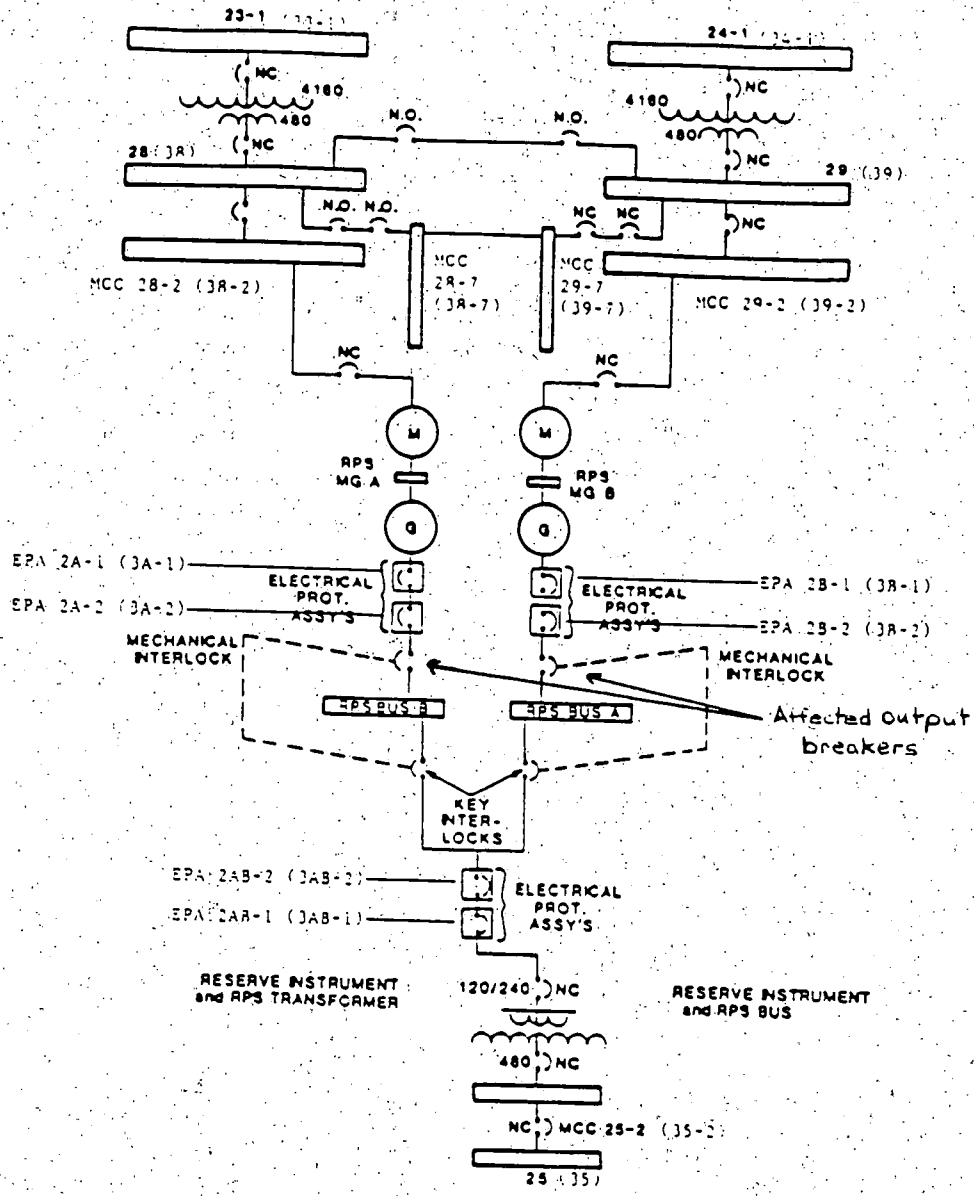 23-1 (33-1)
24-1 (34-1)
NC
NC
4160
480
4160
480
N.O.
N.O.
NC
NC
28 (38)
29 (39)
N.O. N.O.
NC NC
NC
MCC 28-2 (38-2)
MCC
28-7
(38-7)
MCC
29-7
(39-7)
MCC 29-2 (39-2)
NC
NC
M
M
RPS
MG A
RPS
MG B
G
G
EPA 2A-1 (3A-1)
EPA 2A-2 (3A-2)
ELECTRICAL
PROT.
ASSY'S
ELECTRICAL
PROT.
ASSY'S
EPA 2B-1 (3B-1)
EPA 2B-2 (3B-2)
MECHANICAL
INTERLOCK
MECHANICAL
INTERLOCK
RPS BUS B
RPS BUS A
Affected output
breakers
KEY
INTER-
LOCKS
EPA 2AB-2 (3AB-2)
EPA 2AB-1 (3AB-1)
ELECTRICAL
PROT.
ASSY'S
RESERVE INSTRUMENT
and RPS TRANSFORMER
120/240 NC
RESERVE INSTRUMENT
and RPS BUS
480 NC
NC MCC 25-2 (35-2)
25 (35)